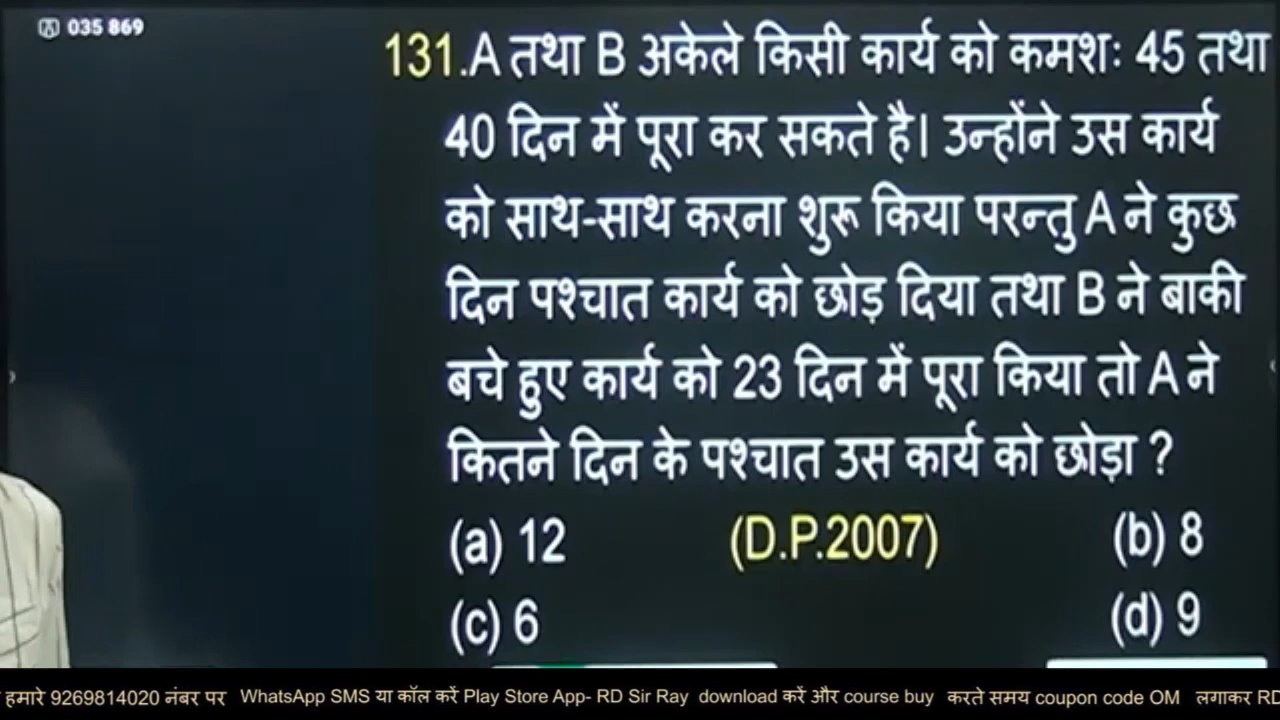 035 869
131.A तथा B अकेले किसी कार्य को कमशः 45 तथा
40 दिन में पूरा कर सकते है। उन्होंने उस कार्य
को साथ-साथ करना शुरू किया परन्तु A ने कुछ
दिन पश्चात कार्य को छोड़ दिया तथा B ने बाकी
बचे हुए कार्य को 23 दिन में पूरा किया तो A ने
कितने दिन के पश्चात उस कार्य को छोड़ा ?
(a) 12 (D.P.2007) (b) 8
(c) 6 (d) 9
हमारे 9269814020 नंबर पर WhatsApp SMS या कॉल करें Play Store App- RD Sir Ray download करें और course buy करते समय coupon code OM लगाकर RD